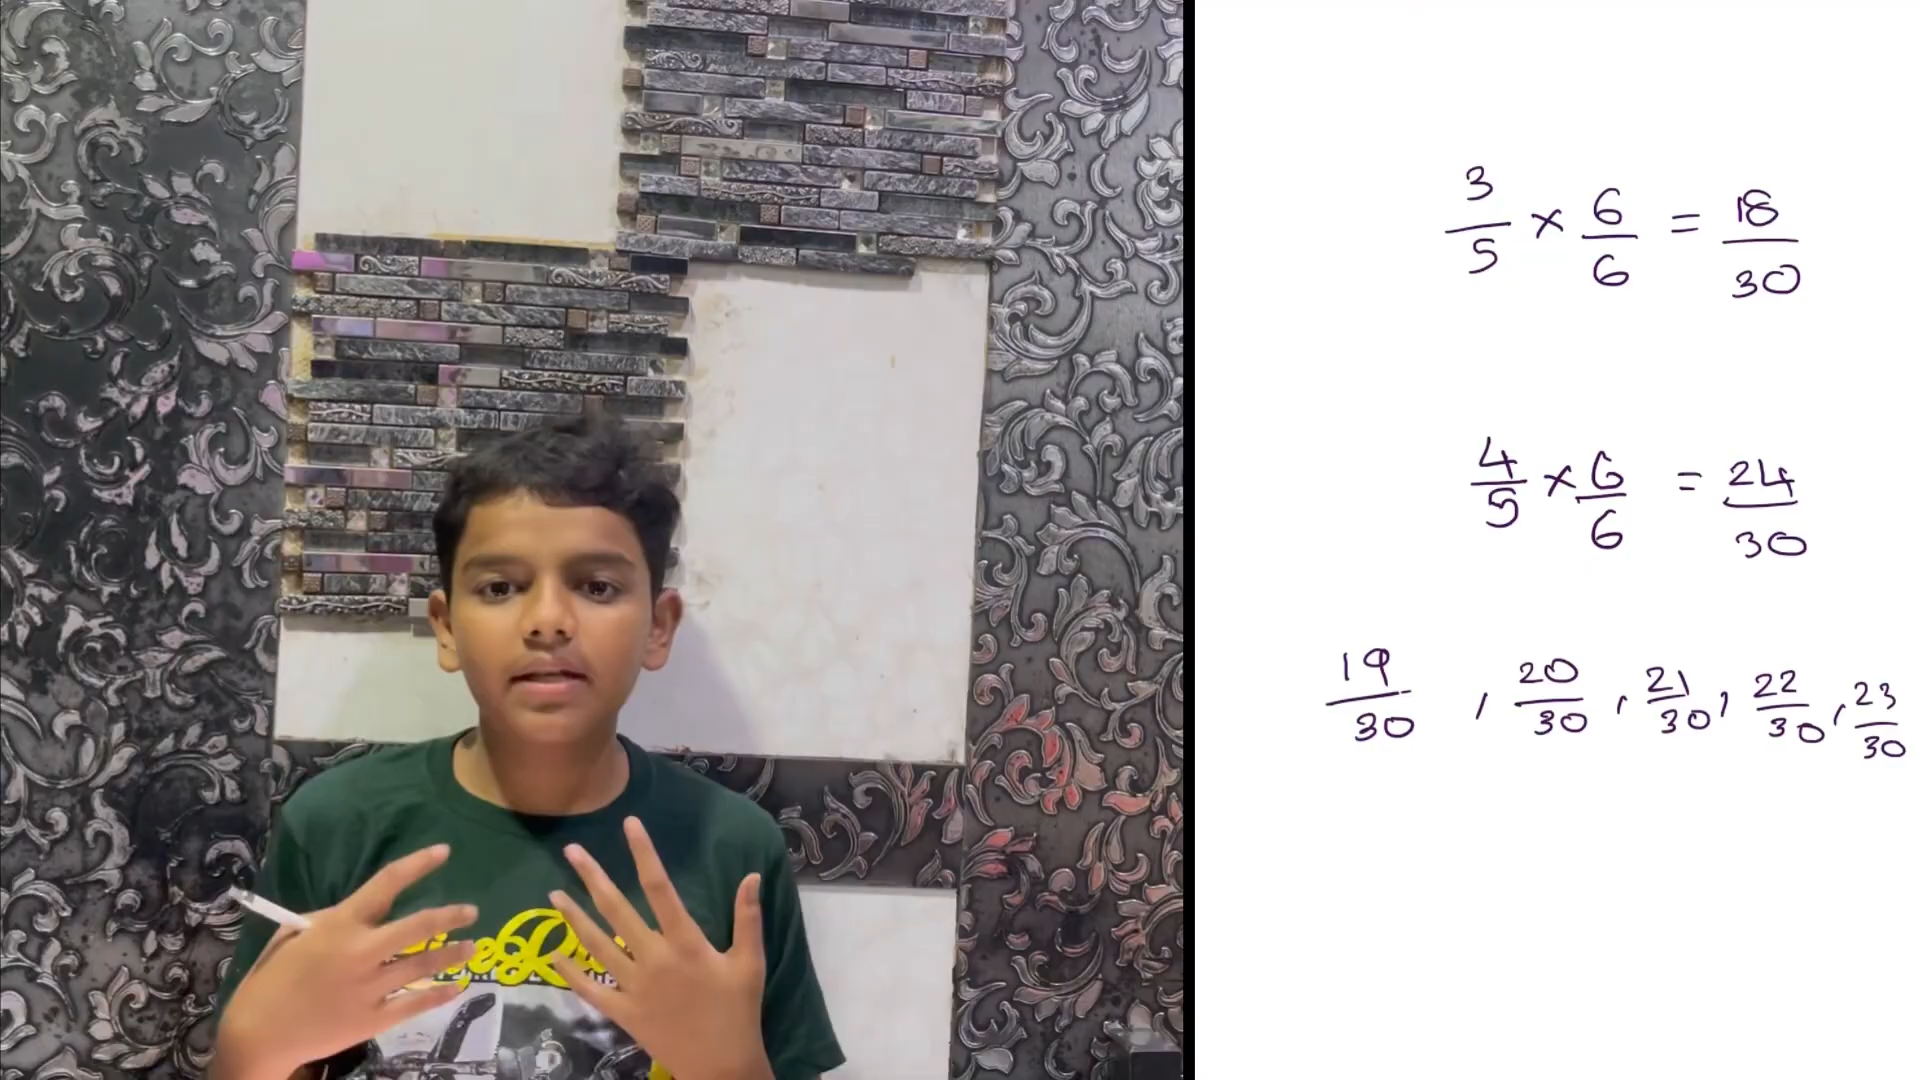 3/5 × 6/6 = 18/30
4/5 × 6/6 = 24/30
19/30 , 20/30 , 21/30 , 22/30 , 23/30